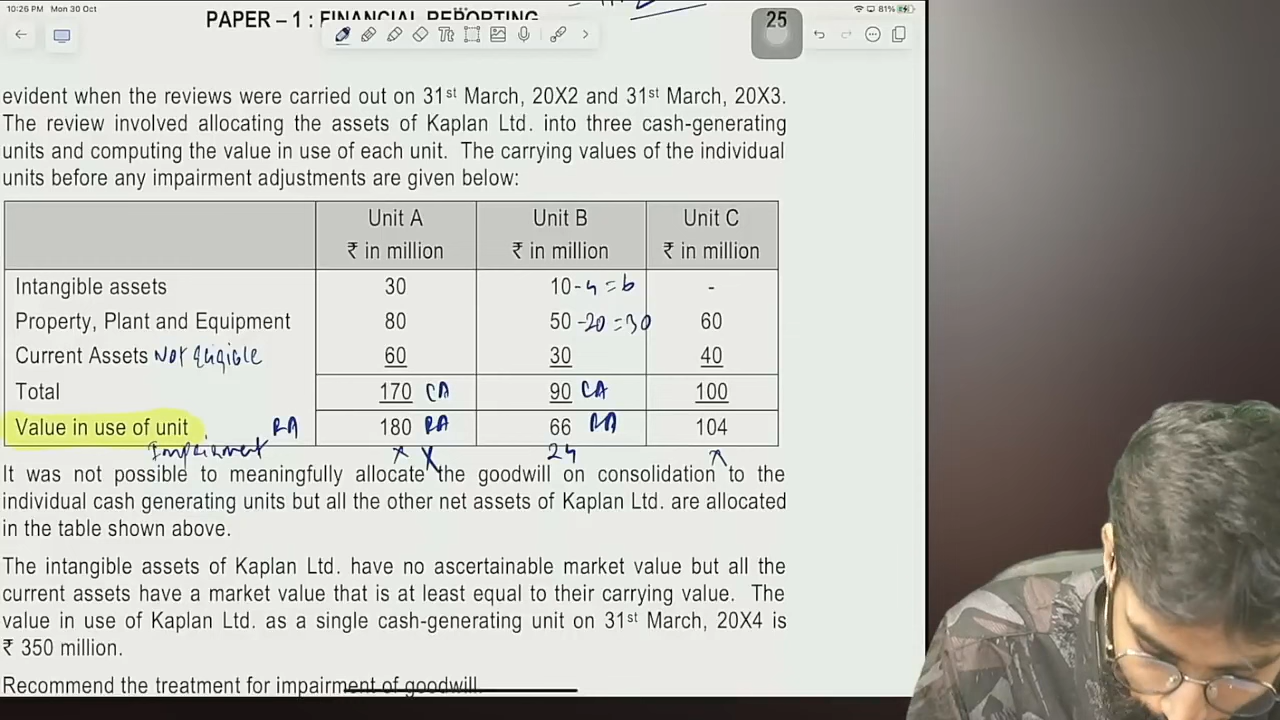 10:26 PM Mon 30 Oct
81%
PAPER – 1 : FINANCIAL REPORTING
25
Tt
evident when the reviews were carried out on 31st March, 20X2 and 31st March, 20X3.
The review involved allocating the assets of Kaplan Ltd. into three cash-generating
units and computing the value in use of each unit. The carrying values of the individual
units before any impairment adjustments are given below:
Unit A Unit B Unit C
₹ in million ₹ in million ₹ in million
Intangible assets 30 10 - 4 = 6 -
Property, Plant and Equipment 80 50 -20 = 30 60
Current Assets Not Eligible 60 30 40
Total 170 CA 90 CA 100
Value in use of unit RA 180 RA 66 RA 104
Impairment X 24
It was not possible to meaningfully allocate the goodwill on consolidation to the
individual cash generating units but all the other net assets of Kaplan Ltd. are allocated
in the table shown above.
The intangible assets of Kaplan Ltd. have no ascertainable market value but all the
current assets have a market value that is at least equal to their carrying value. The
value in use of Kaplan Ltd. as a single cash-generating unit on 31st March, 20X4 is
₹ 350 million.
Recommend the treatment for impairment of goodwill.